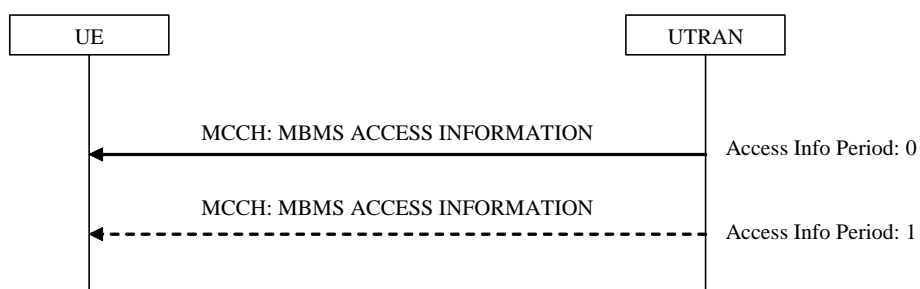 UE
UTRAN
MCCH: MBMS ACCESS INFORMATION
Access Info Period: 0
MCCH: MBMS ACCESS INFORMATION
Access Info Period: 1